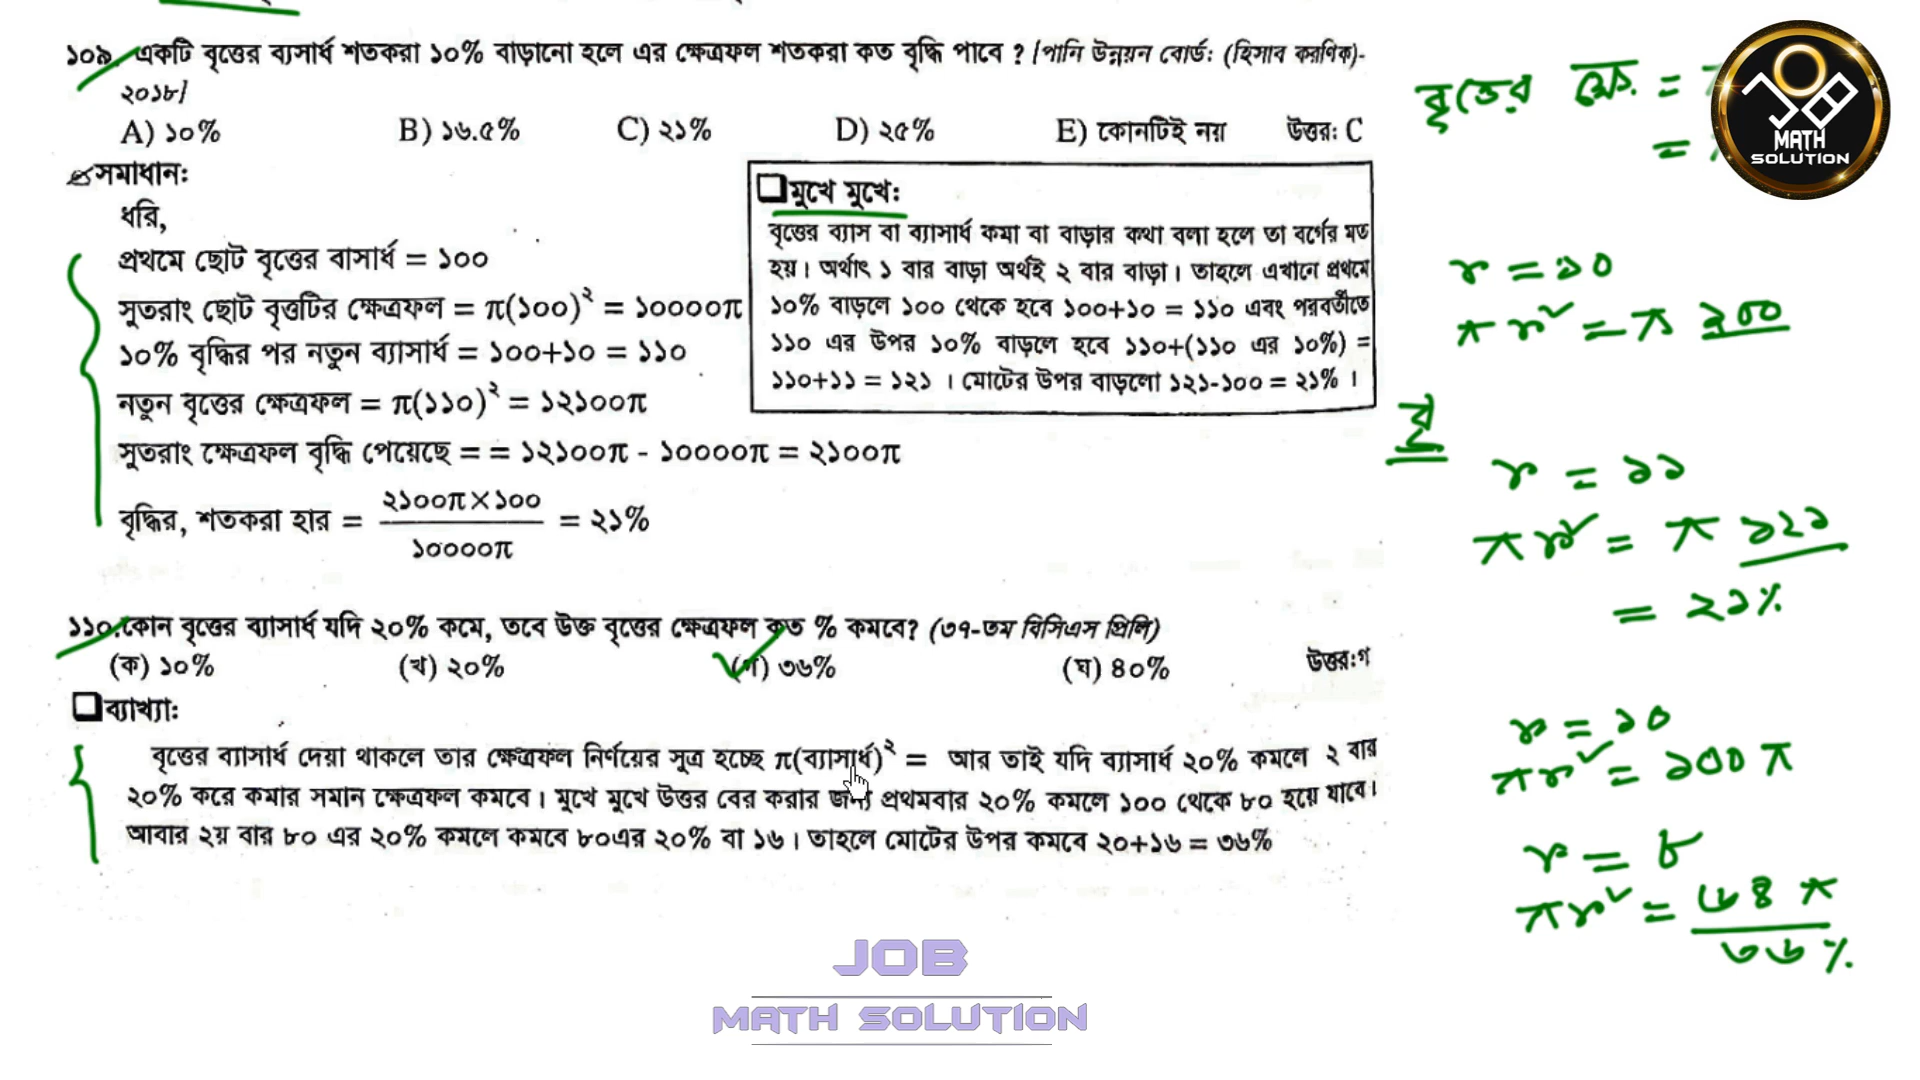 ১০৯. একটি বৃত্তের ব্যসার্ধ শতকরা ১০% বাড়ানো হলে এর ক্ষেত্রফল শতকরা কত বৃদ্ধি পাবে ? [পানি উন্নয়ন বোর্ড: (হিসাব করণিক)-
২০১৮]
A) ১০% B) ১৬.৫% C) ২১% D) ২৫% E) কোনটিই নয় উত্তর: C
সমাধান:
ধরি,
প্রথমে ছোট বৃত্তের বাসার্ধ = ১০০
সুতরাং ছোট বৃত্তটির ক্ষেত্রফল = π(১০০)² = ১০০০০π
১০% বৃদ্ধির পর নতুন ব্যাসার্ধ = ১০০+১০ = ১১০
নতুন বৃত্তের ক্ষেত্রফল = π(১১০)² = ১২১০০π
সুতরাং ক্ষেত্রফল বৃদ্ধি পেয়েছে = = ১২১০০π - ১০০০০π = ২১০০π
বৃদ্ধির, শতকরা হার = ২১০০π×১০০ / ১০০০০π = ২১%
মুখে মুখে:
বৃত্তের ব্যাস বা ব্যাসার্ধ কমা বা বাড়ার কথা বলা হলে তা বর্গের মত
হয়। অর্থাৎ ১ বার বাড়া অর্থই ২ বার বাড়া। তাহলে এখানে প্রথমে
১০% বাড়লে ১০০ থেকে হবে ১০০+১০ = ১১০ এবং পরবর্তীতে
১১০ এর উপর ১০% বাড়লে হবে ১১০+(১১০ এর ১০%) =
১১০+১১ = ১২১ । মোটের উপর বাড়লো ১২১-১০০ = ২১% ।
১১০.কোন বৃত্তের ব্যাসার্ধ যদি ২০% কমে, তবে উক্ত বৃত্তের ক্ষেত্রফল কত % কমবে? (৩৭-তম বিসিএস প্রিলি)
(ক) ১০% (খ) ২০% (গ) ৩৬% (ঘ) ৪০% উত্তর:গ
ব্যাখ্যা:
বৃত্তের ব্যাসার্ধ দেয়া থাকলে তার ক্ষেত্রফল নির্ণয়ের সুত্র হচ্ছে π(ব্যাসার্ধ)² = আর তাই যদি ব্যাসার্ধ ২০% কমলে ২ বার
২০% করে কমার সমান ক্ষেত্রফল কমবে। মুখে মুখে উত্তর বের করার জন্য প্রথমবার ২০% কমলে ১০০ থেকে ৮০ হয়ে যাবে।
আবার ২য় বার ৮০ এর ২০% কমলে কমবে ৮০এর ২০% বা ১৬। তাহলে মোটের উপর কমবে ২০+১৬ = ৩৬%
বৃত্তের ক্ষে. =
=
r = ১০
πr² = π ১০০
বৃ
r = ১১
πr² = π ১২১
= ২১%
r = ১০
πr² = ১০০ π
r = ৮
πr² = ৬৪ π
৩৬%
MATH
SOLUTION
JOB
MATH SOLUTION